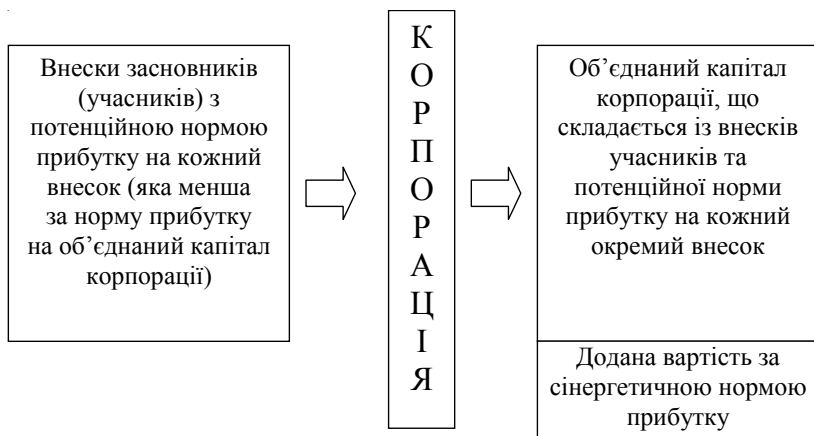 Внески засновників
(учасників) з
потенційною нормою
прибутку на кожний
внесок (яка менша
за норму прибутку
на об’єднаний капітал
корпорації)
К
О
Р
П
О
Р
А
Ц
І
Я
Об’єднаний капітал
корпорації, що
складається із внесків
учасників та
потенційної норми
прибутку на кожний
окремий внесок
Додана вартість за
сінергетичною нормою
прибутку